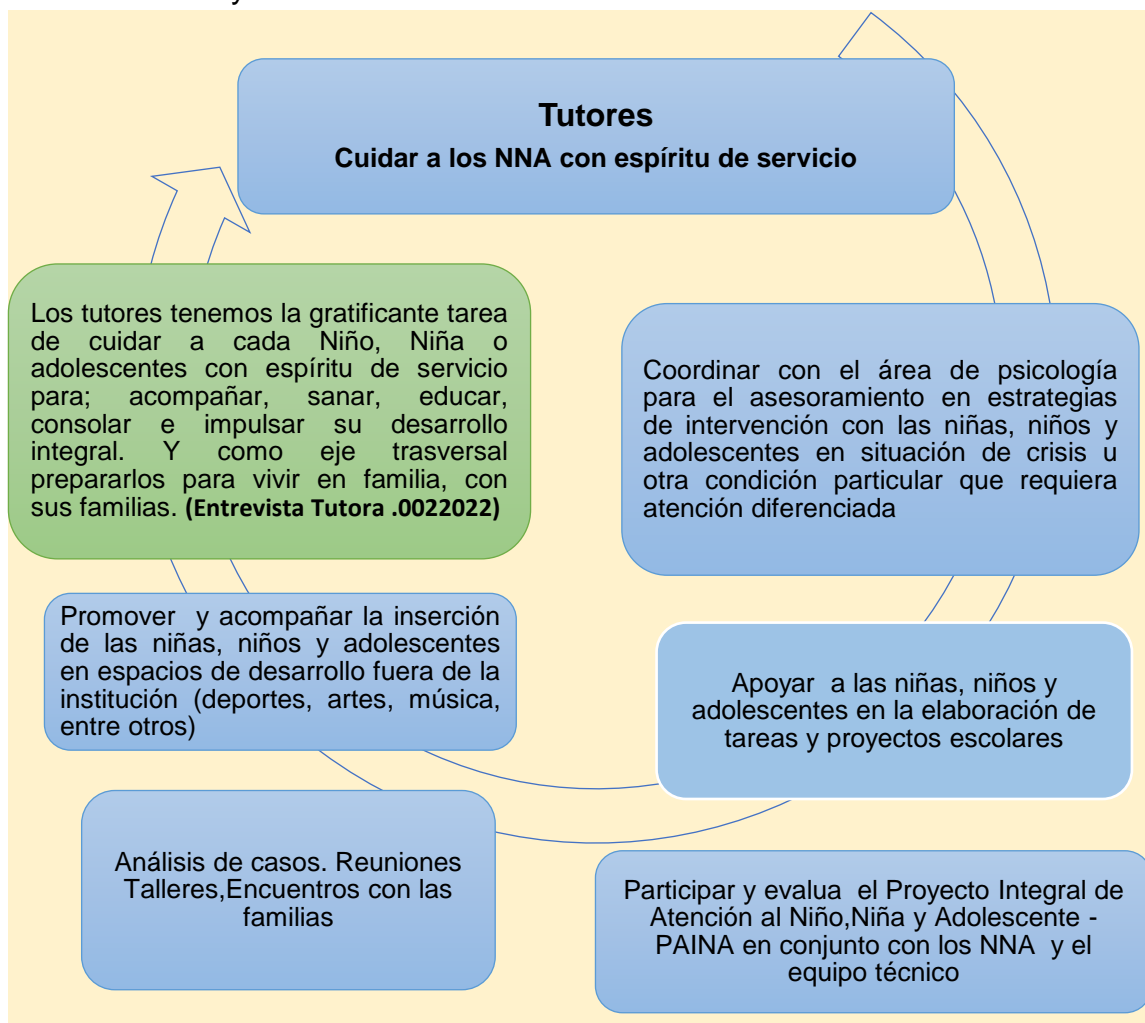 Tutores
Cuidar a los NNA con espíritu de servicio
Los tutores tenemos la gratificante tarea
de cuidar a cada Niño, Niña o
adolescentes con espíritu de servicio
para; acompañar, sanar, educar,
consolar e impulsar su desarrollo
integral. Y como eje trasversal
prepararlos para vivir en familia, con
sus familias. (Entrevista Tutora .0022022)
Coordinar con el área de psicología
para el asesoramiento en estrategias
de intervención con las niñas, niños y
adolescentes en situación de crisis u
otra condición particular que requiera
atención diferenciada
Promover y acompañar la inserción
de las niñas, niños y adolescentes
en espacios de desarrollo fuera de la
institución (deportes, artes, música,
entre otros)
Apoyar a las niñas, niños y
adolescentes en la elaboración de
tareas y proyectos escolares
Análisis de casos. Reuniones
Talleres,Encuentros con las
familias
Participar y evalua el Proyecto Integral de
Atención al Niño,Niña y Adolescente -
PAINA en conjunto con los NNA y el
equipo técnico